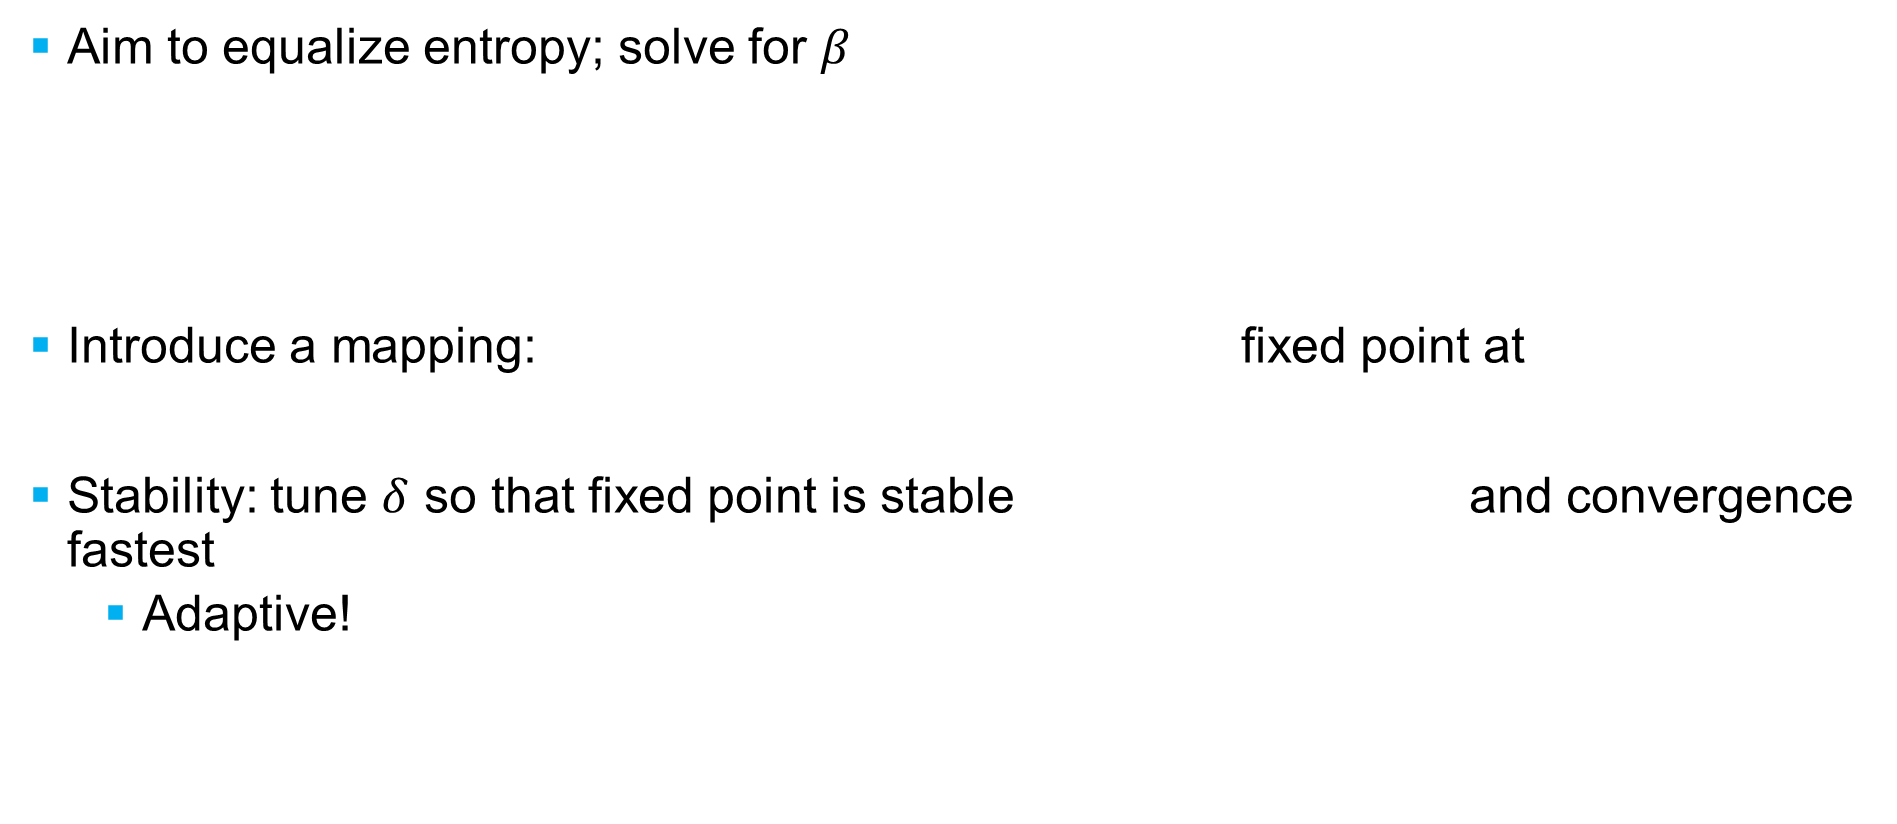 Aim to equalize entropy; solve for β
Introduce a mapping: fixed point at
Stability: tune δ so that fixed point is stable and convergence
fastest
Adaptive!